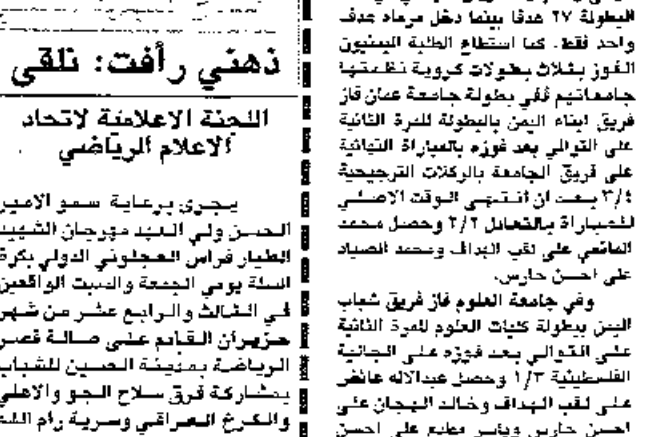 البطولة ٢٧ هدفا بينما دخل مرماه هدف
واحد فقط. كما استطاع الطلبة اليمنيون
الفوز بثلاث بطولات كروية نظمتها
جامعاتهم ففي بطولة جامعة عمان فاز
فريق ابناء اليمن بالبطولة للمرة الثانية
على التوالي بعد فوزه بالمباراة النهائية
على فريق الجامعة بالركلات الترجيحية
٣/٤ بعد ان انتهى الوقت الاصلي
للمباراة بالتعادل ٢/٢ وحصل محمد
على لقب الهداف ومحمد الصياد
على احسن حارس.
وفي جامعة العلوم فاز فريق شباب
اليمن ببطولة كليات العلوم للمرة الثانية
على التوالي بعد فوزه على الجالية
الفلسطينية ٣/١ وحصل عبدالاله عائض
على لقب الهداف وخالد الهجان على
احسن حارس وياسر مطيع على احسن
ذهني رأفت: نلقى
اللجنة الاعلامية لاتحاد
الاعلام الرياضي
يجري برعاية سمو الامير
الحسن ولي العهد مهرجان الشهيد
الطيار فراس العجلوني الدولي بكرة
السلة يومي الجمعة والسبت الواقعين
في الثالث والرابع عشر من شهر
حزيران القادم على صالة قصر
الرياضة بمدينة الحسين للشباب
بمشاركة فرق سلاح الجو والاهلي
والكرخ العراقي وسرية رام الله